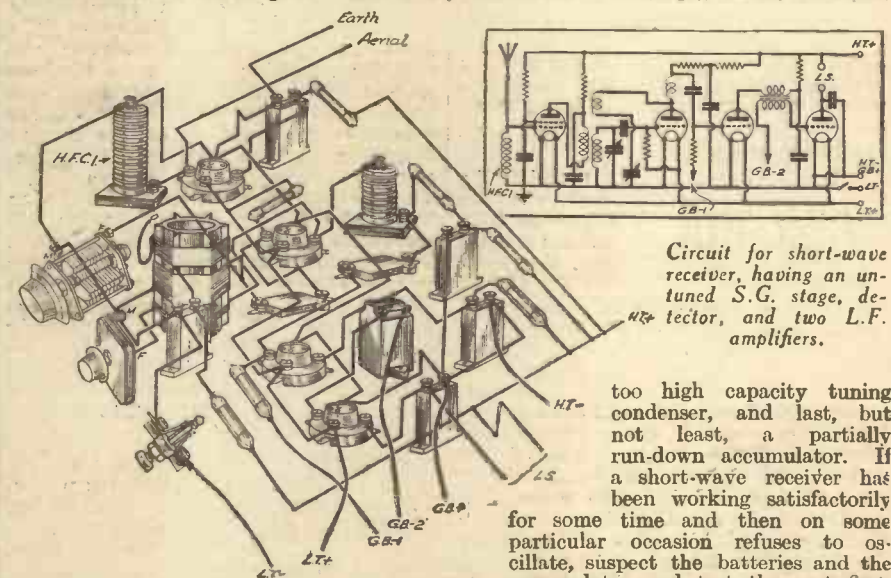 Earth
Aerial
H.F.C.1.
M
F
M
F
H.T+
H.T-
L.S.
G.B+
G.B-2
G.B-1
L.T+
L.T-
H.T.+
L.S.
H.T-
G.B+
L.T-
L.T+
G.B-2
G.B-1
H.F.C.1
Circuit for short-wave
receiver, having an un-
tuned S.G. stage, de-
tector, and two L.F.
amplifiers.
too high capacity tuning
condenser, and last, but
not least, a partially
run-down accumulator. If
a short-wave receiver has
been working satisfactorily
for some time and then on some
particular occasion refuses to os-
cillate, suspect the batteries and the